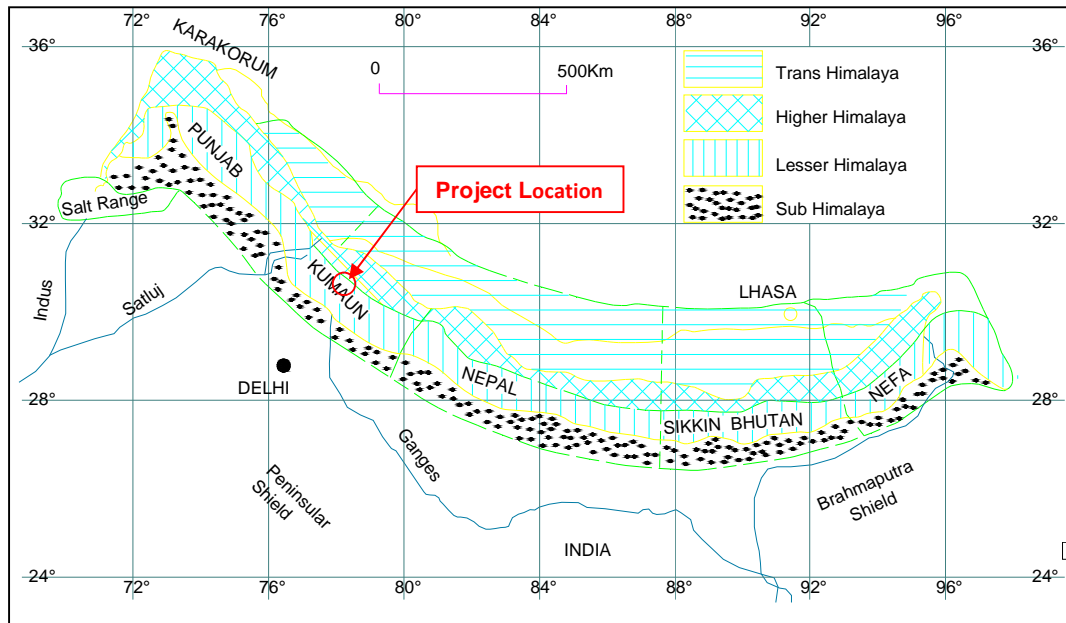 72°
76°
80°
84°
88°
92°
96°
36°
36°
KARAKORUM
0
500Km
Trans Himalaya
Higher Himalaya
Lesser Himalaya
Sub Himalaya
PUNJAB
Project Location
Salt Range
32°
32°
Indus
Satluj
KUMAUN
LHASA
DELHI
NEPAL
NEFA
28°
28°
SIKKIN BHUTAN
Ganges
Peninsular
Shield
Brahmaputra
Shield
INDIA
24°
24°
72°
76°
80°
84°
88°
92°
96°